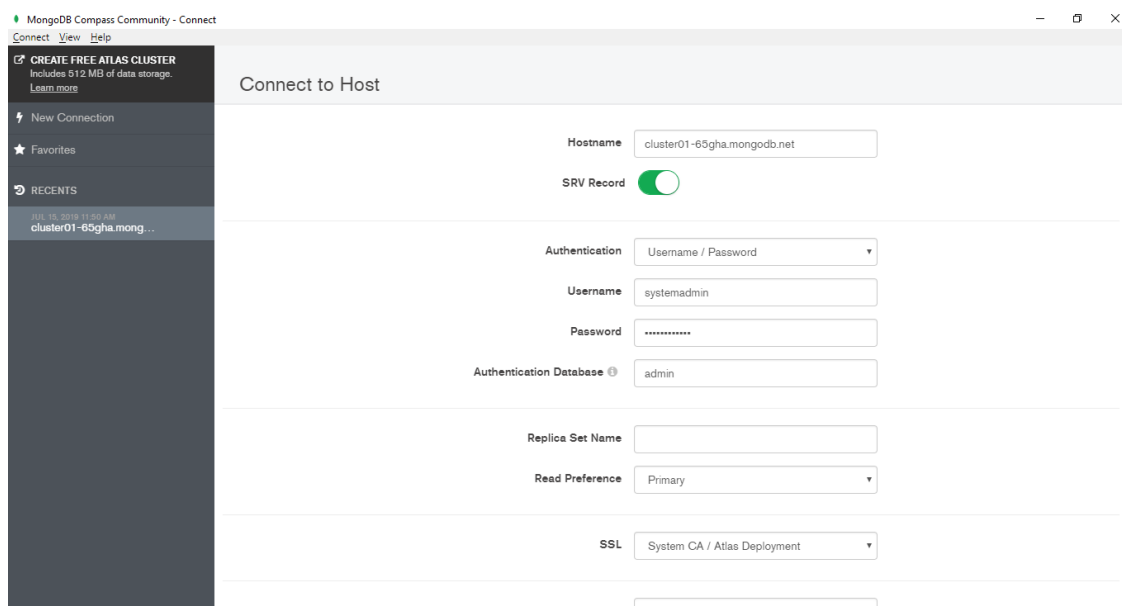 MongoDB Compass Community - Connect
Connect View Help
CREATE FREE ATLAS CLUSTER
Includes 512 MB of data storage.
Learn more
New Connection
Favorites
RECENTS
JUL 15, 2019 11:50 AM
cluster01-65gha.mong...
Connect to Host
Hostname cluster01-65gha.mongodb.net
SRV Record
Authentication Username / Password
Username systemadmin
Password ••••••••••••
Authentication Database admin
Replica Set Name
Read Preference Primary
SSL System CA / Atlas Deployment